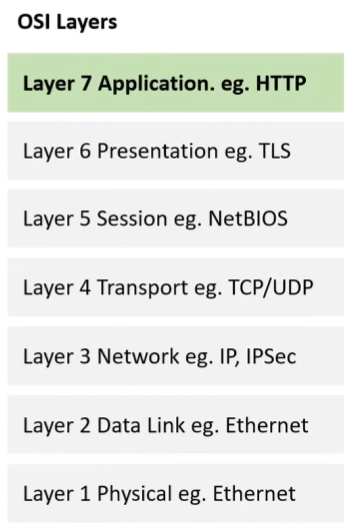 OSI Layers
Layer 7 Application. eg. HTTP
Layer 6 Presentation eg. TLS
Layer 5 Session eg. NetBIOS
Layer 4 Transport eg. TCP/UDP
Layer 3 Network eg. IP, IPSec
Layer 2 Data Link eg. Ethernet
Layer 1 Physical eg. Ethernet